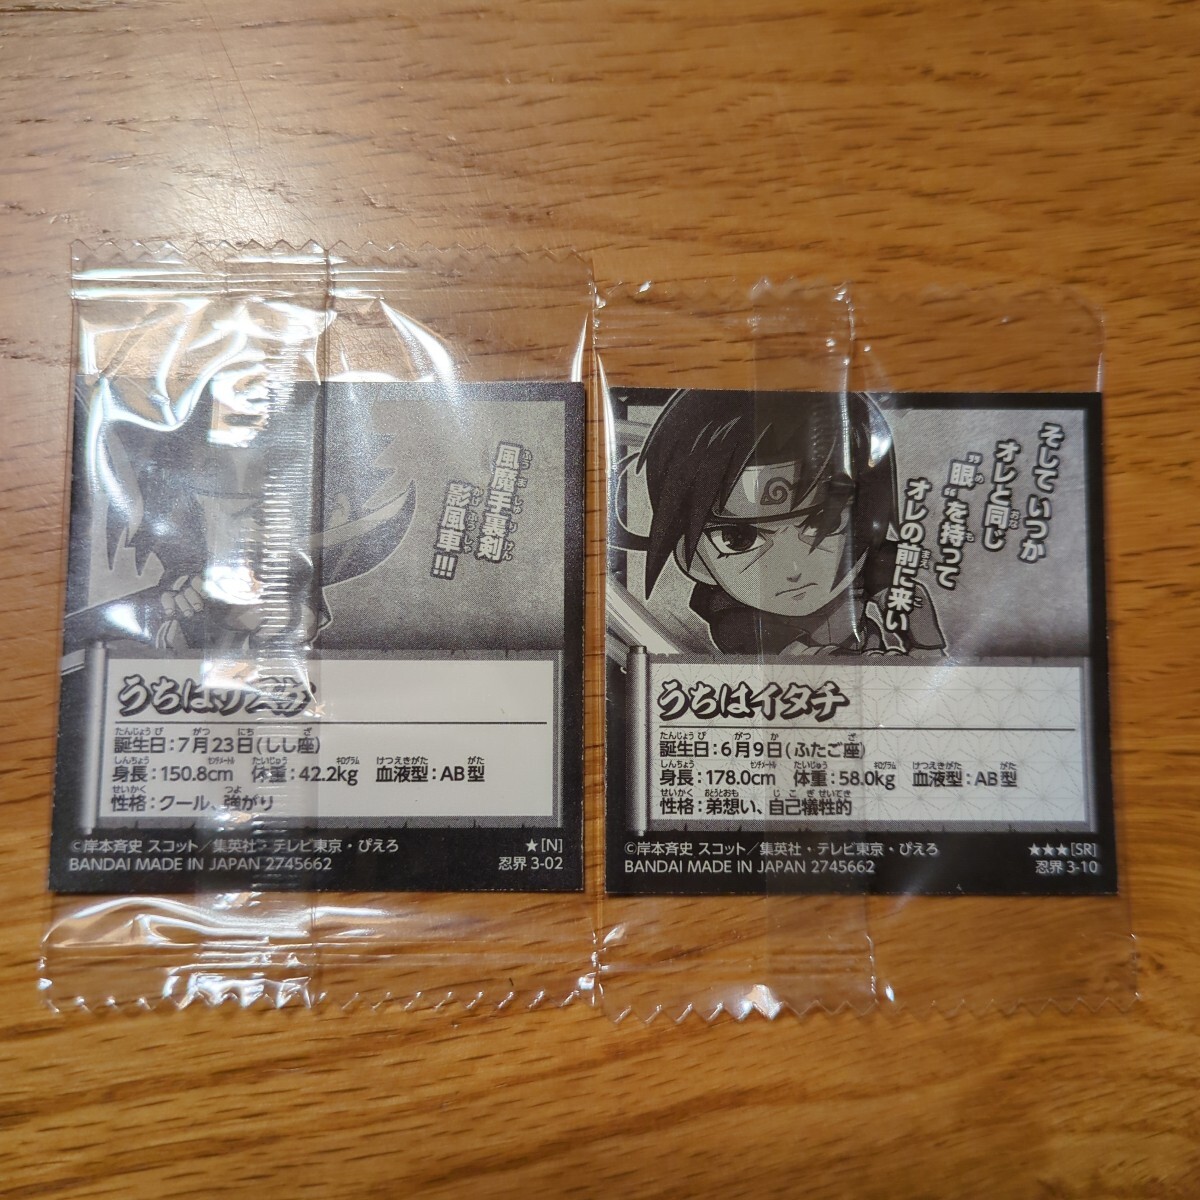 風魔手裏剣
影風車!!!
うちはサスケ
誕生日:7月23日(しし座)
身長:150.8cm 体重:42.2kg 血液型:AB型
性格:クール、強がり
©岸本斉史 スコット/集英社・テレビ東京・ぴえろ
★[N]
BANDAI MADE IN JAPAN 2745662
忍界 3-02
そして いつか
オレと同じ
"眼"を持って
オレの前に来い
うちはイタチ
誕生日:6月9日(ふたご座)
身長:178.0cm 体重:58.0kg 血液型:AB型
性格:弟想い、自己犠牲的
©岸本斉史 スコット/集英社・テレビ東京・ぴえろ
★★★[SR]
BANDAI MADE IN JAPAN 2745662
忍界 3-10